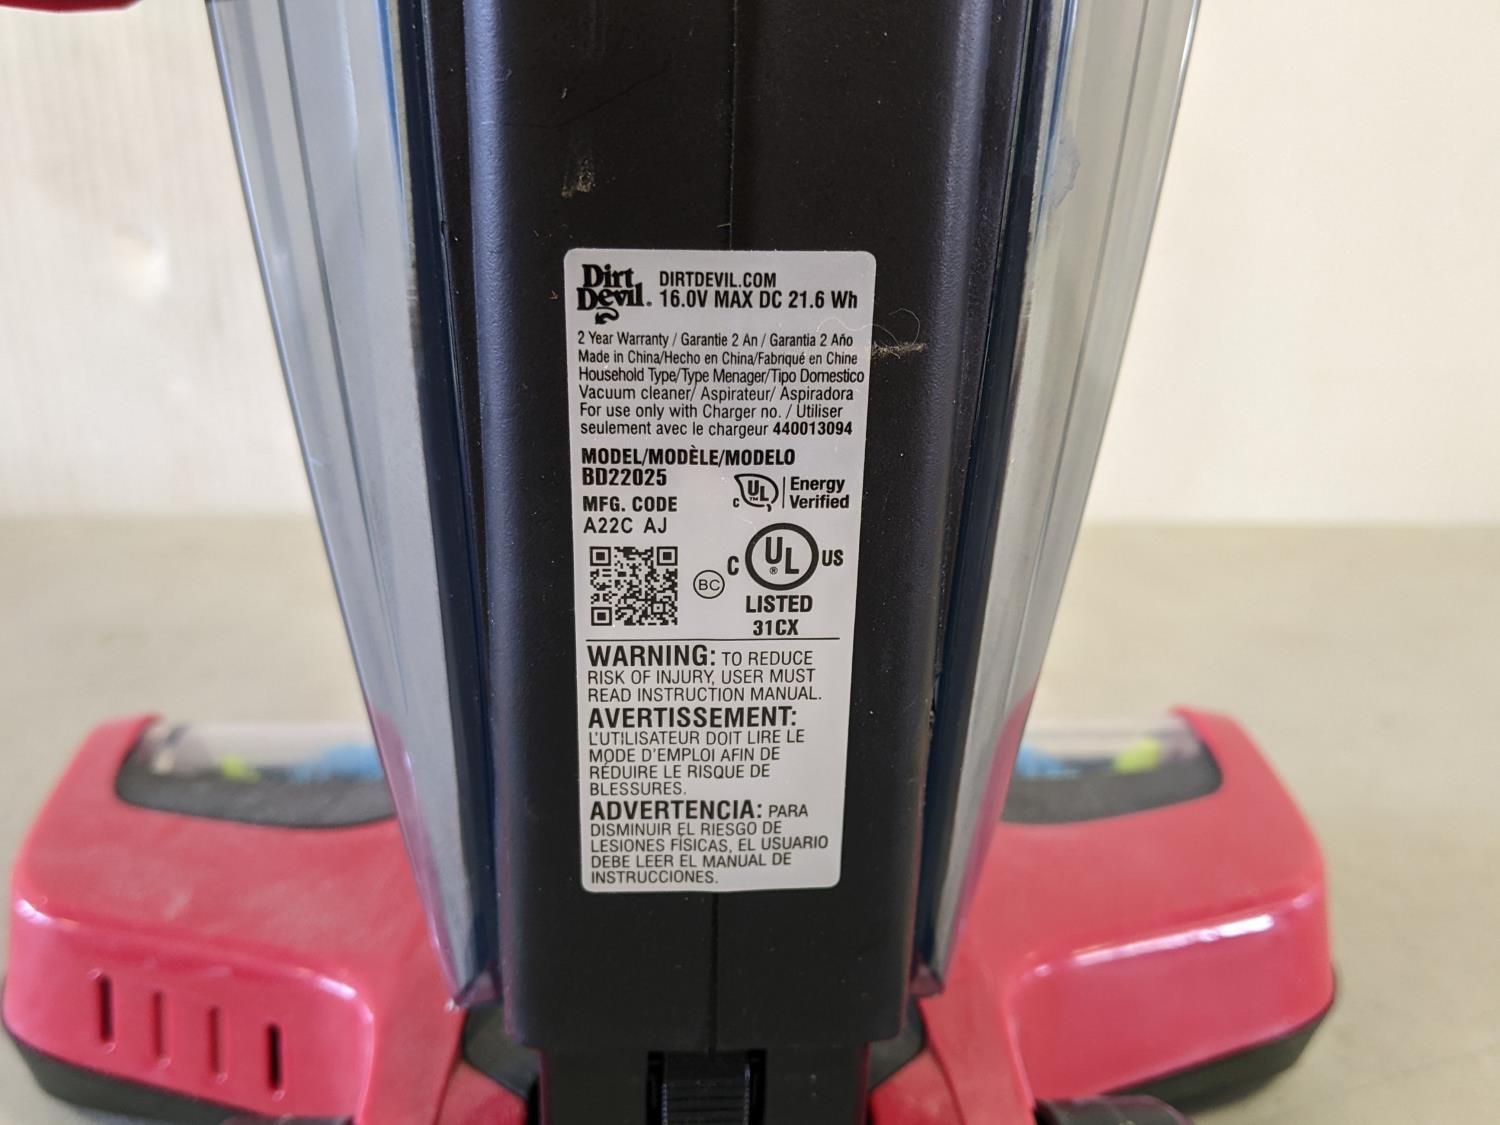 Dirt Devil®
DIRTDEVIL.COM
16.0V MAX DC 21.6 Wh
2 Year Warranty / Garantie 2 An / Garantia 2 Año
Made in China/Hecho en China/Fabriqué en Chine
Household Type/Type Menager/Tipo Domestico
Vacuum cleaner/ Aspirateur/ Aspiradora
For use only with Charger no. / Utiliser
seulement avec le chargeur 440013094
MODEL/MODÈLE/MODELO
BD22025
MFG. CODE
A22C AJ
C UL™ Energy
Verified
BC
C UL® US
LISTED
31CX
WARNING: TO REDUCE
RISK OF INJURY, USER MUST
READ INSTRUCTION MANUAL.
AVERTISSEMENT:
L'UTILISATEUR DOIT LIRE LE
MODE D'EMPLOI AFIN DE
RÉDUIRE LE RISQUE DE
BLESSURES.
ADVERTENCIA: PARA
DISMINUIR EL RIESGO DE
LESIONES FÍSICAS, EL USUARIO
DEBE LEER EL MANUAL DE
INSTRUCCIONES.